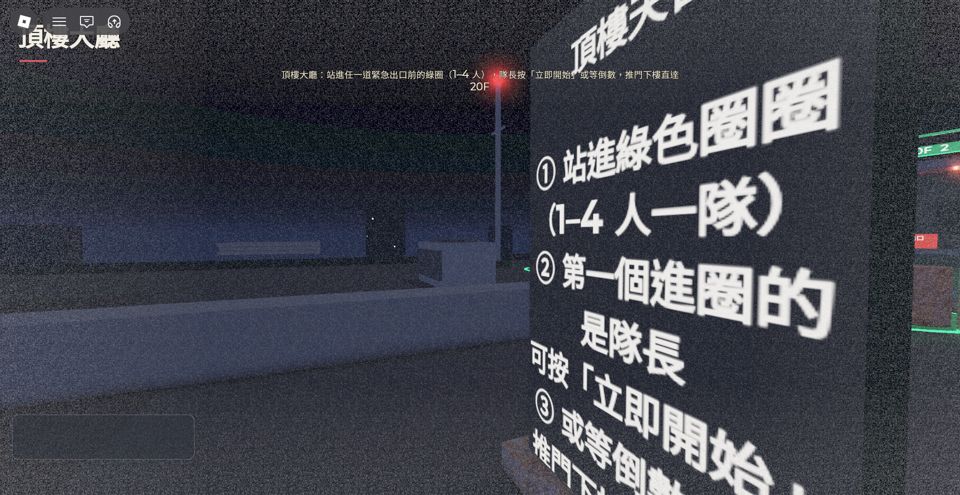 頂樓大廳
頂樓大廳：站進任一道緊急出口前的綠圈（1–4 人），隊長按「立即開始」或等倒數，推門下樓直達
20F
頂樓大
① 站進綠色圈圈
（1–4 人一隊）
② 第一個進圈的
是隊長
可按「立即開始
③ 或等倒數
推門下